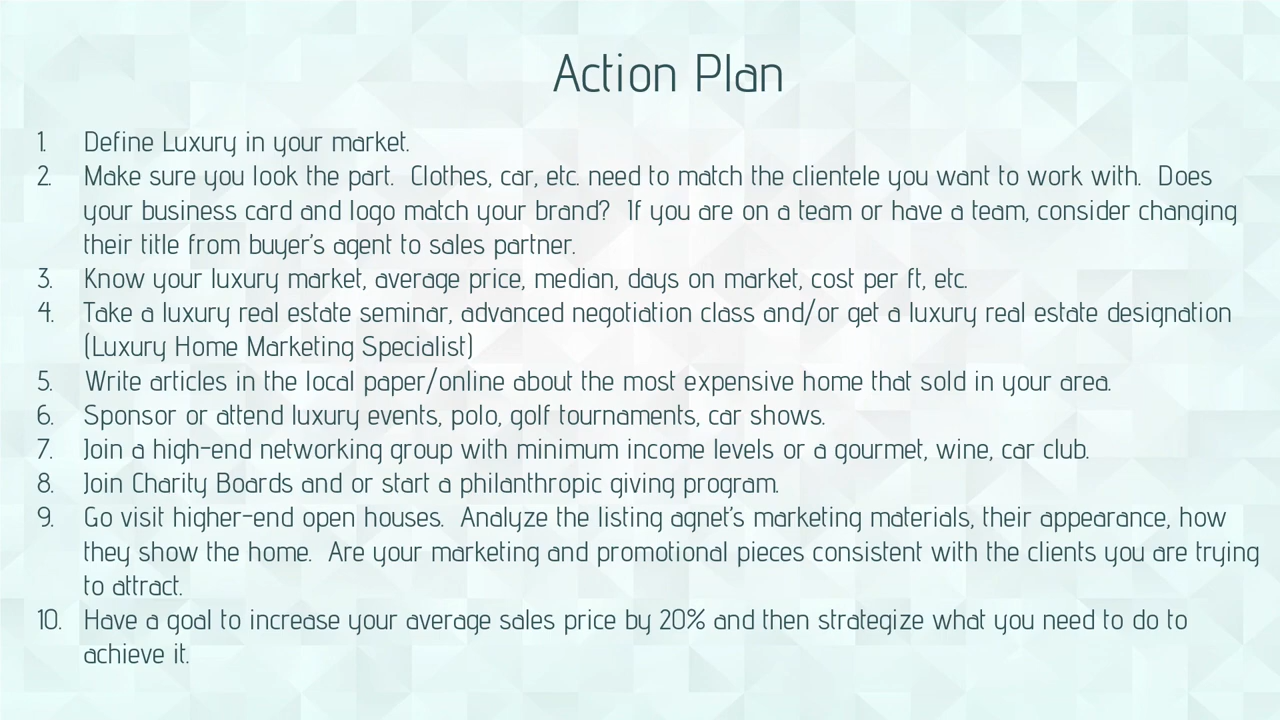 Action Plan
1. Define Luxury in your market.
2. Make sure you look the part. Clothes, car, etc. need to match the clientele you want to work with. Does
your business card and logo match your brand? If you are on a team or have a team, consider changing
their title from buyer's agent to sales partner.
3. Know your luxury market, average price, median, days on market, cost per ft, etc.
4. Take a luxury real estate seminar, advanced negotiation class and/or get a luxury real estate designation
(Luxury Home Marketing Specialist)
5. Write articles in the local paper/online about the most expensive home that sold in your area.
6. Sponsor or attend luxury events, polo, golf tournaments, car shows.
7. Join a high-end networking group with minimum income levels or a gourmet, wine, car club.
8. Join Charity Boards and or start a philanthropic giving program.
9. Go visit higher-end open houses. Analyze the listing agnet's marketing materials, their appearance, how
they show the home. Are your marketing and promotional pieces consistent with the clients you are trying
to attract.
10. Have a goal to increase your average sales price by 20% and then strategize what you need to do to
achieve it.